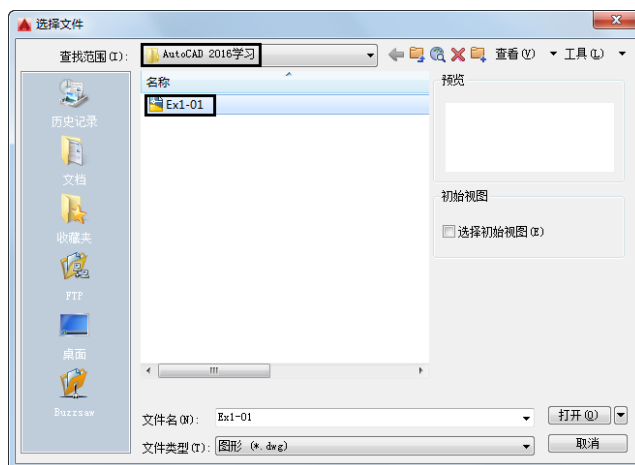 选择文件
查找范围(I):
AutoCAD 2016学习
查看(V)
工具(L)
名称
Ex1-01
预览
初始视图
选择初始视图(E)
历史记录
文档
收藏夹
FTP
桌面
Buzzsaw
文件名(N):
Ex1-01
打开(O)
文件类型(T):
图形 (*.dwg)
取消